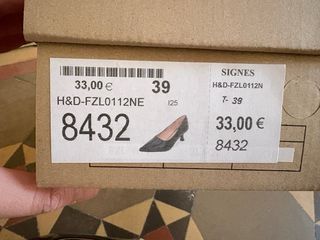 33,00 € 39
H&D-FZL0112NE I25
8432
SIGNES
H&D-FZL0112N
T- 39
33,00 €
8432